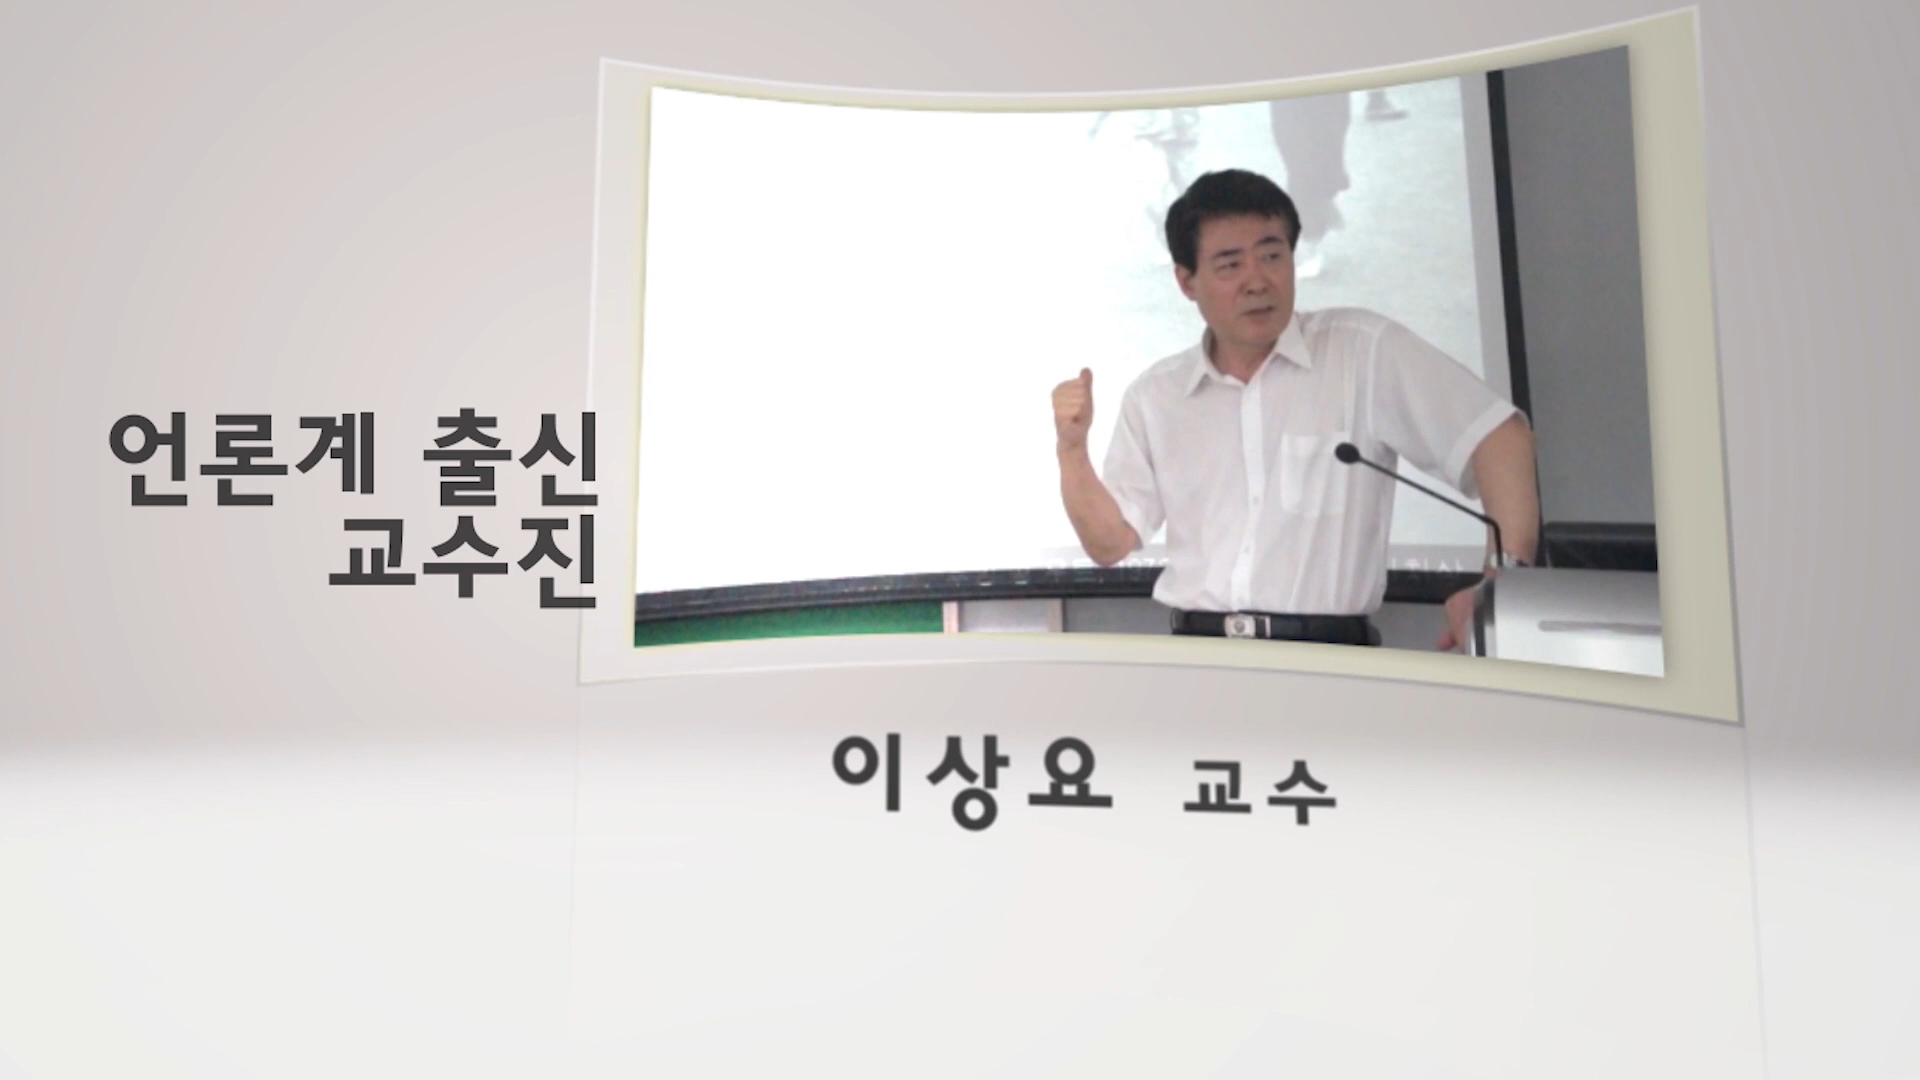 언론계 출신
교수진
이상요 교수